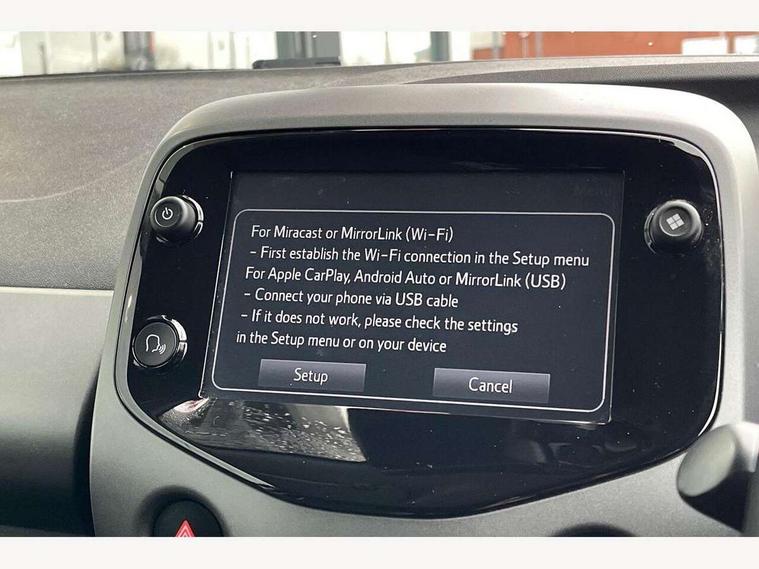 For Miracast or MirrorLink (Wi-Fi)
- First establish the Wi-Fi connection in the Setup menu
For Apple CarPlay, Android Auto or MirrorLink (USB)
- Connect your phone via USB cable
- If it does not work, please check the settings
in the Setup menu or on your device
Setup Cancel